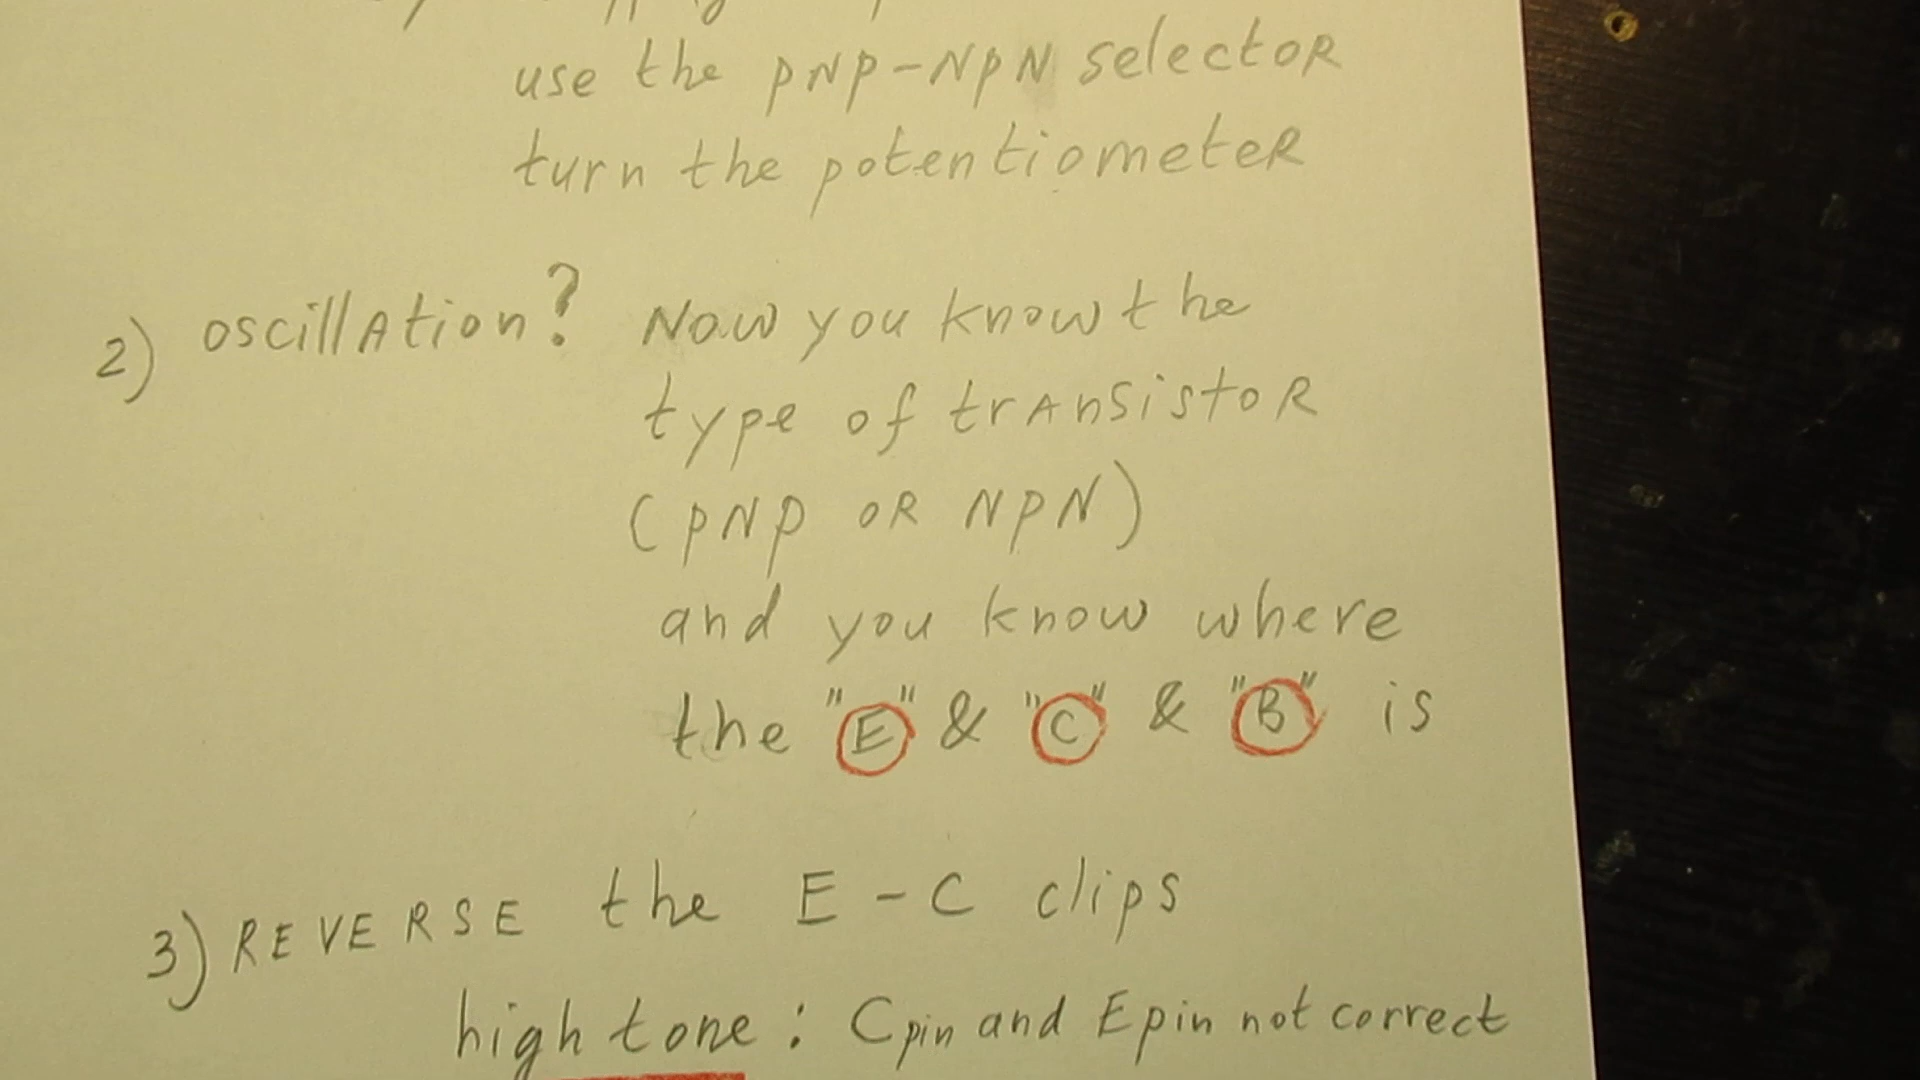 use the pNp-NpN selectoR
turn the potentiometeR
2) oscillAtion? Now you know the
type of trAnsistoR
(pNp OR NPN)
and you know where
the "E" & "C" & "B" is
3) REVERSE the E-C clips
high tone: Cpin and Epin not correct